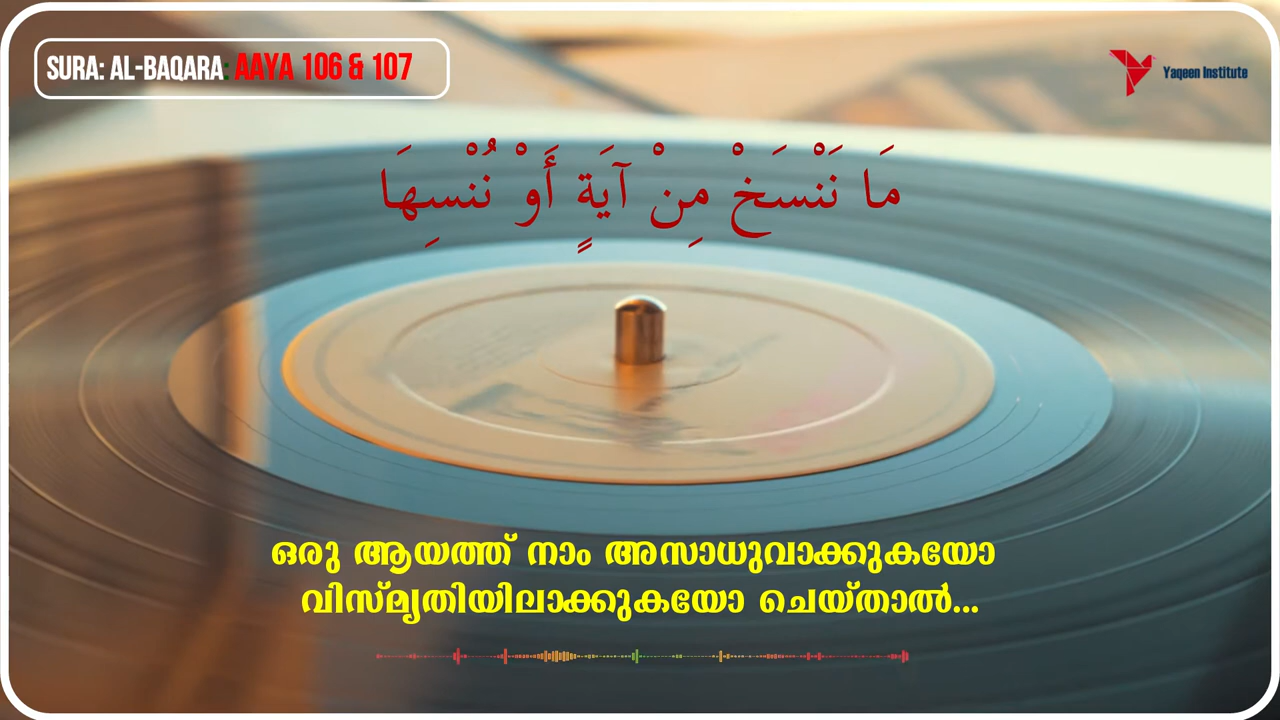 SURA: AL-BAQARA: AAYA 106 & 107
Yaqeen Institute
مَا نَنْسَخْ مِنْ آيَةٍ أَوْ نُنْسِهَا
ഒരു ആയത്ത് നാം അസാധുവാക്കുകയോ
വിസ്മൃതിയിലാക്കുകയോ ചെയ്താൽ...